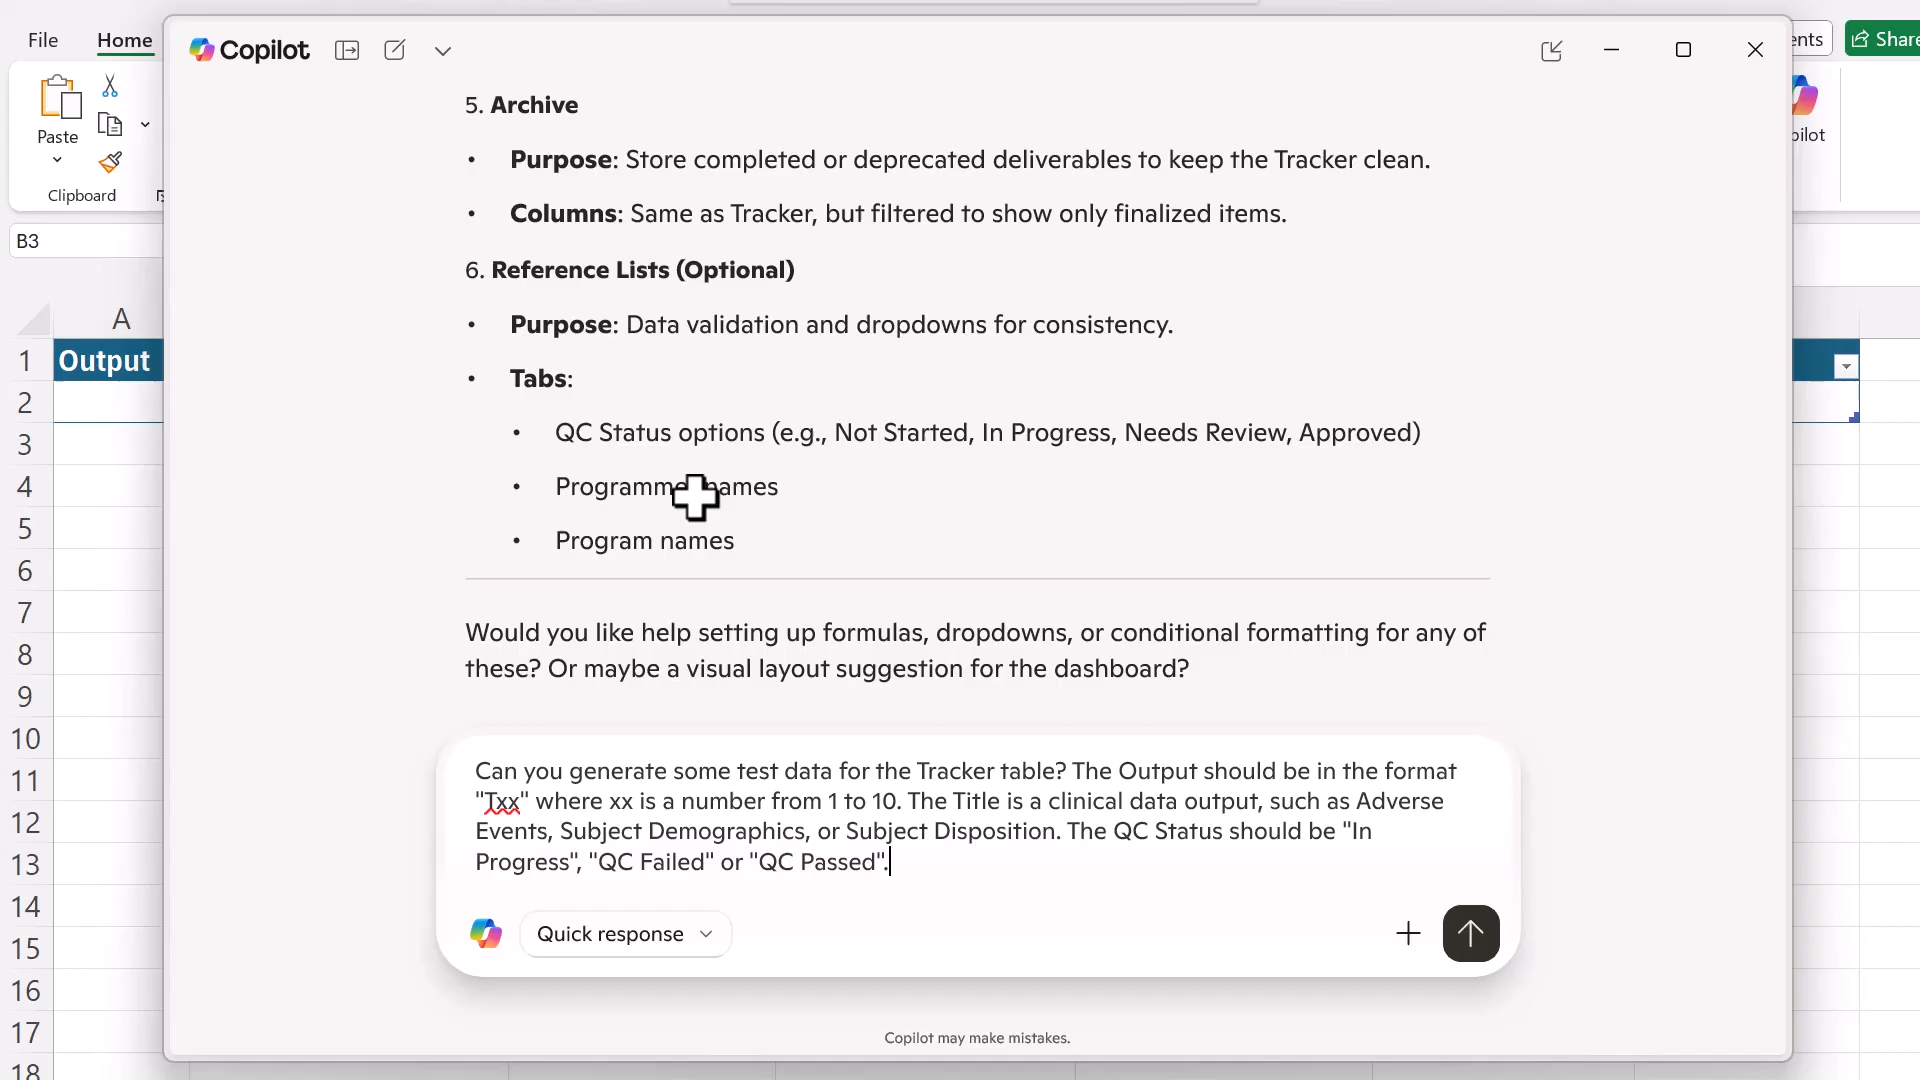 File
Home
Copilot
ents
Share
Paste
Clipboard
pilot
B3
A
1 Output
2
3
4
5
6
7
8
9
10
11
12
13
14
15
16
17
18
5. Archive
• Purpose: Store completed or deprecated deliverables to keep the Tracker clean.
• Columns: Same as Tracker, but filtered to show only finalized items.
6. Reference Lists (Optional)
• Purpose: Data validation and dropdowns for consistency.
• Tabs:
• QC Status options (e.g., Not Started, In Progress, Needs Review, Approved)
• Programme names
• Program names
Would you like help setting up formulas, dropdowns, or conditional formatting for any of
these? Or maybe a visual layout suggestion for the dashboard?
Can you generate some test data for the Tracker table? The Output should be in the format
"Txx" where xx is a number from 1 to 10. The Title is a clinical data output, such as Adverse
Events, Subject Demographics, or Subject Disposition. The QC Status should be "In
Progress", "QC Failed" or "QC Passed".
Quick response
Copilot may make mistakes.